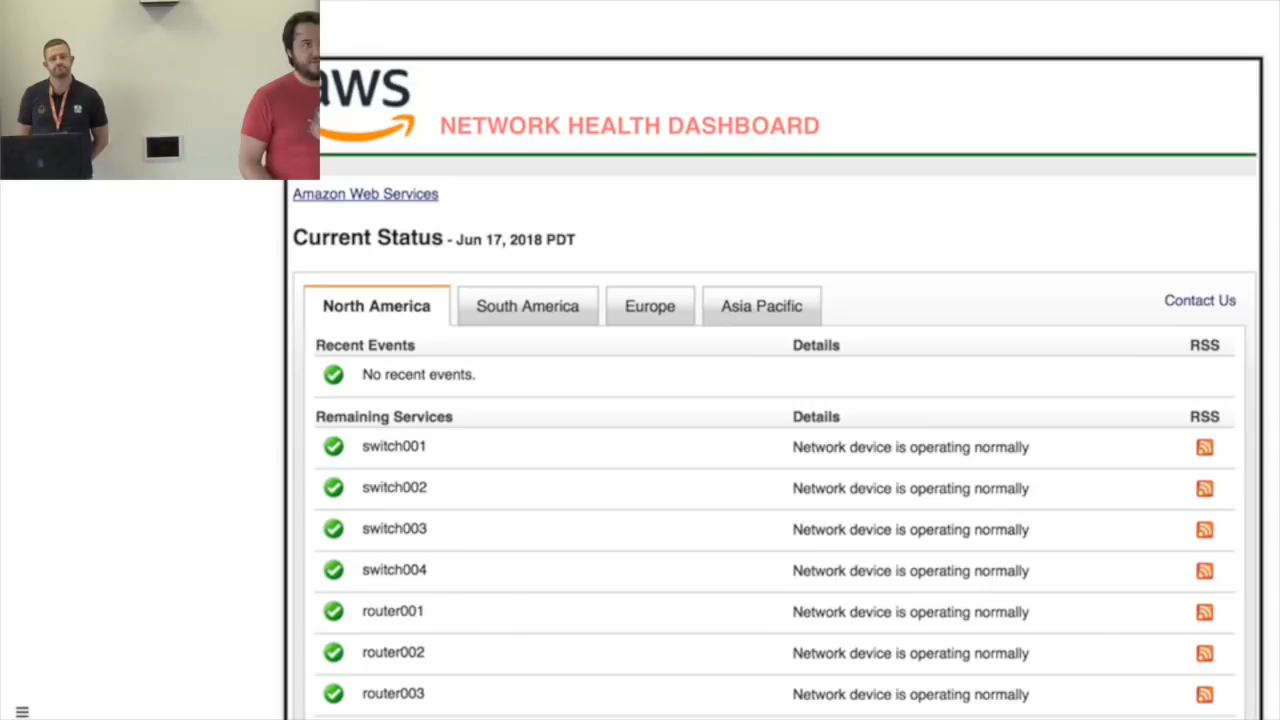 aws
NETWORK HEALTH DASHBOARD
Amazon Web Services
Current Status - Jun 17, 2018 PDT
North America South America Europe Asia Pacific Contact Us
Recent Events Details RSS
No recent events.
Remaining Services Details RSS
switch001 Network device is operating normally
switch002 Network device is operating normally
switch003 Network device is operating normally
switch004 Network device is operating normally
router001 Network device is operating normally
router002 Network device is operating normally
router003 Network device is operating normally